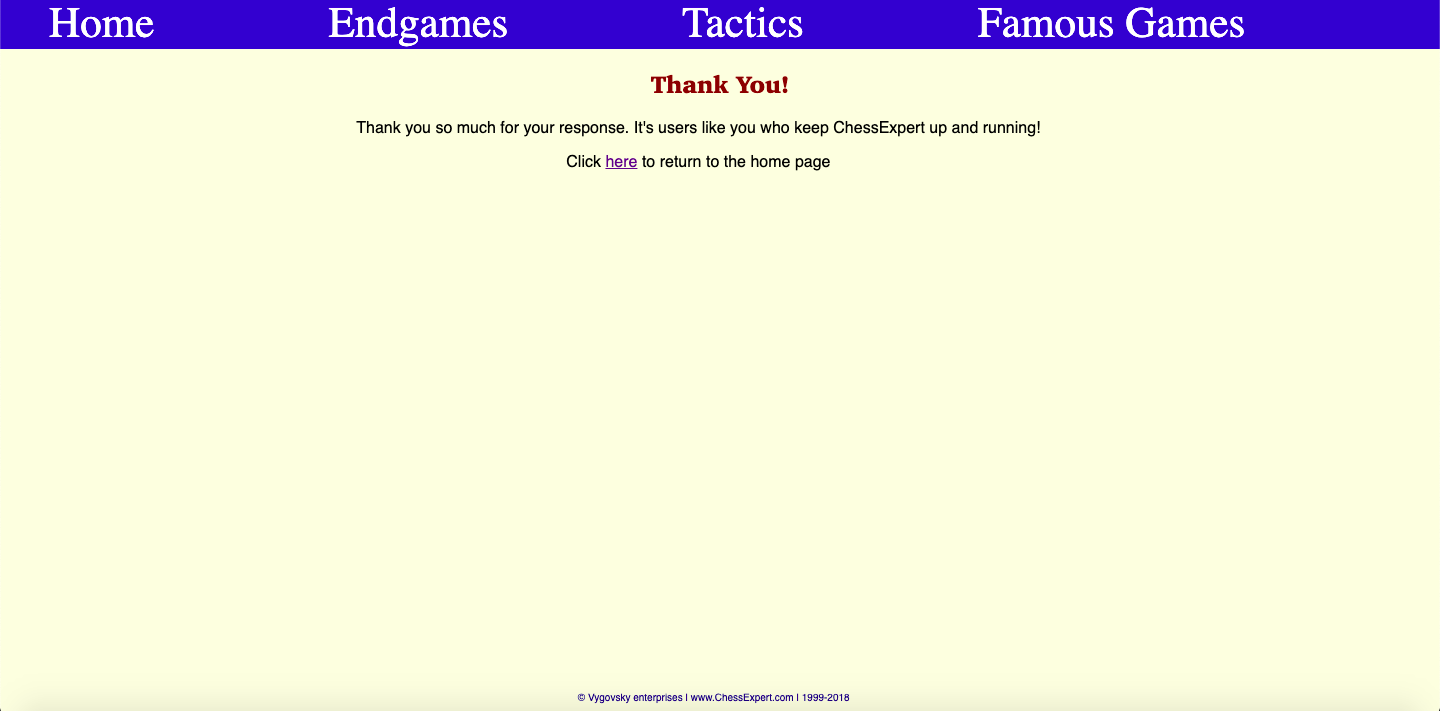 Home Endgames Tactics Famous Games
Thank You!
Thank you so much for your response. It's users like you who keep ChessExpert up and running!
Click here to return to the home page
© Vygovsky enterprises | www.ChessExpert.com | 1999-2018